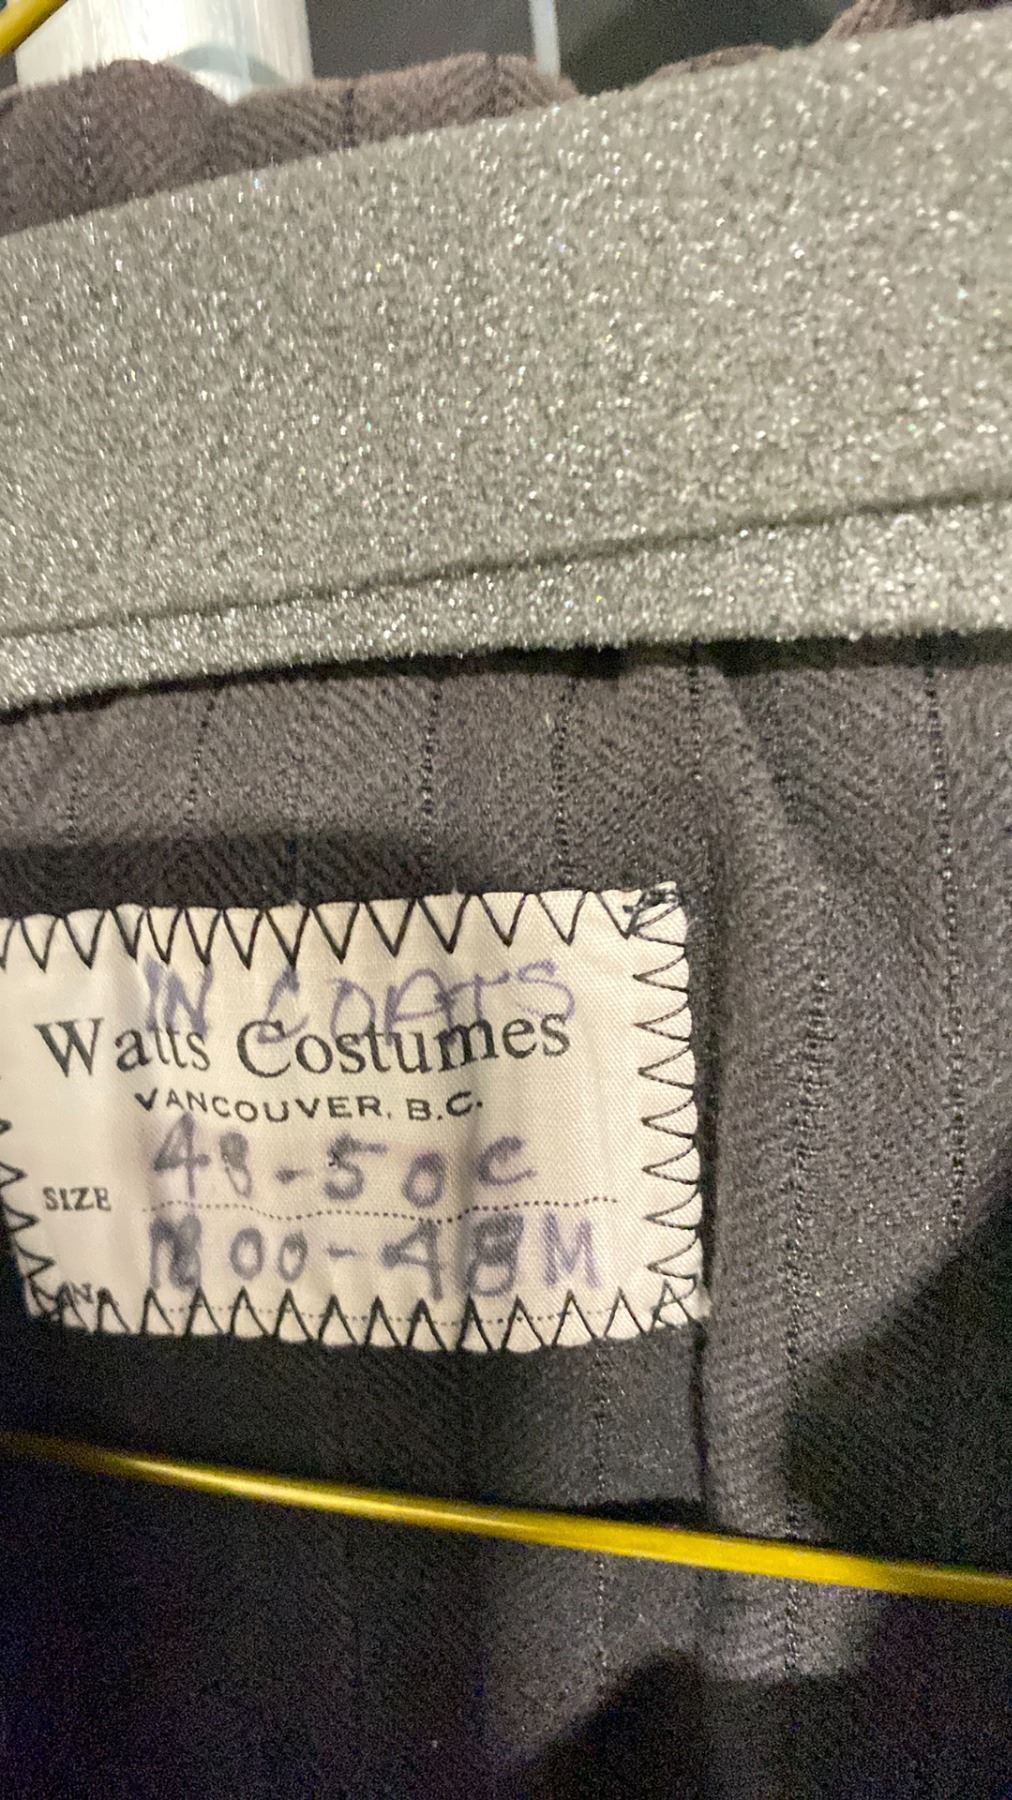 IN COATS
Watts Costumes
VANCOUVER, B.C.
48-50C
SIZE
1800-48M